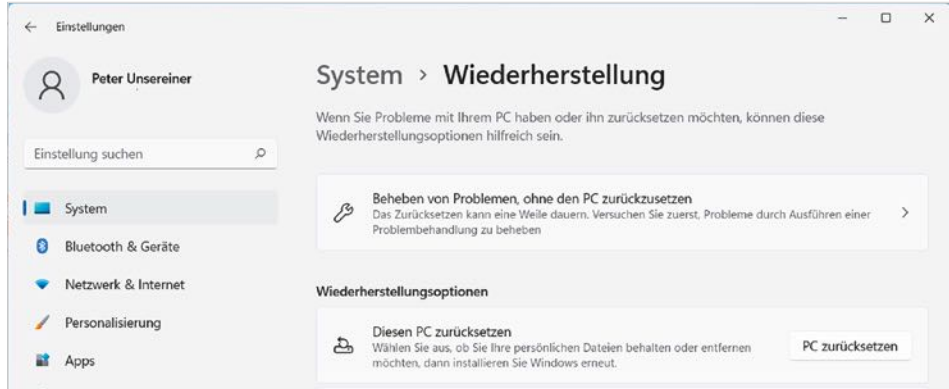 Einstellungen
Peter Unsereiner
Einstellung suchen
System
Bluetooth & Geräte
Netzwerk & Internet
Personalisierung
Apps
System > Wiederherstellung
Wenn Sie Probleme mit Ihrem PC haben oder ihn zurücksetzen möchten, können diese
Wiederherstellungsoptionen hilfreich sein.
Beheben von Problemen, ohne den PC zurückzusetzen
Das Zurücksetzen kann eine Weile dauern. Versuchen Sie zuerst, Probleme durch Ausführen einer
Problembehandlung zu beheben
Wiederherstellungsoptionen
Diesen PC zurücksetzen
Wählen Sie aus, ob Sie Ihre persönlichen Dateien behalten oder entfernen
möchten, dann installieren Sie Windows erneut.
PC zurücksetzen